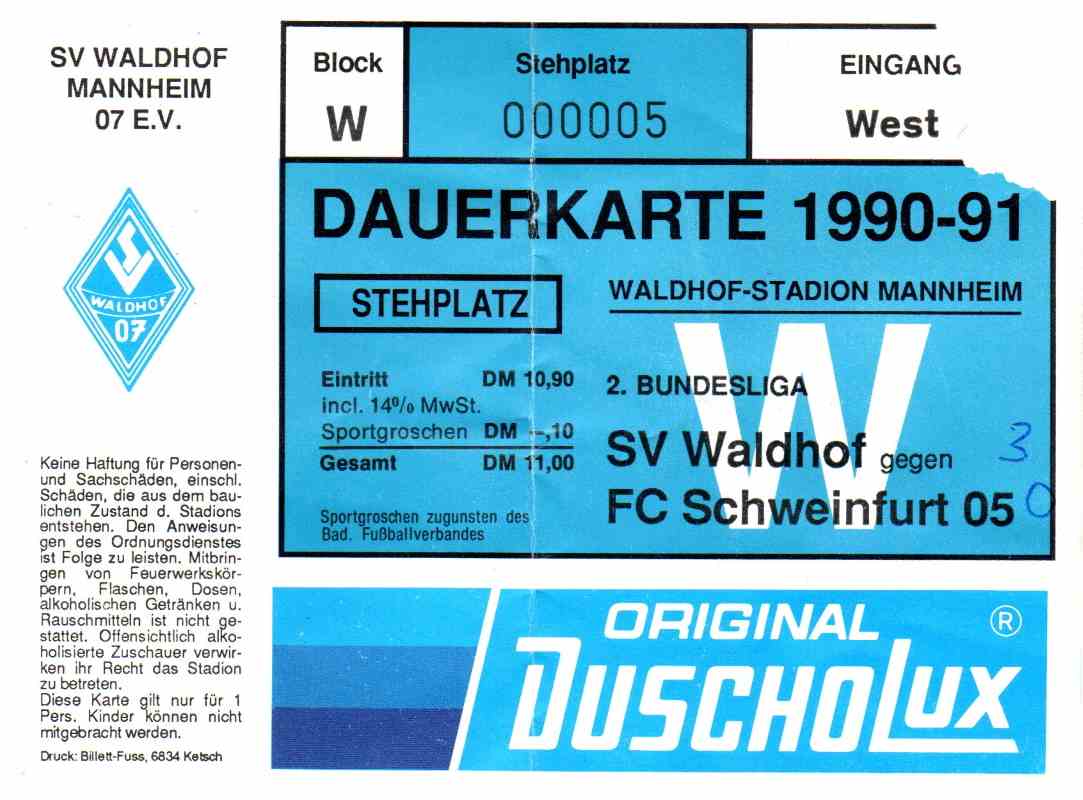 SV WALDHOF
MANNHEIM
07 E.V.
WALDHOF
07
Keine Haftung für Personen-
und Sachschäden, einschl.
Schäden, die aus dem bau-
lichen Zustand d. Stadions
entstehen. Den Anweisun-
gen des Ordnungsdienstes
ist Folge zu leisten. Mitbrin-
gen von Feuerwerkskör-
pern, Flaschen, Dosen,
alkoholischen Getränken u.
Rauschmitteln ist nicht ge-
stattet. Offensichtlich alko-
holisierte Zuschauer verwir-
ken ihr Recht das Stadion
zu betreten.
Diese Karte gilt nur für 1
Pers. Kinder können nicht
mitgebracht werden.
Druck: Billett-Fuss, 6834 Ketsch
Block
W
Stehplatz
000005
EINGANG
West
DAUERKARTE 1990-91
STEHPLATZ
Eintritt DM 10,90
incl. 14% MwSt.
Sportgroschen DM –,10
Gesamt DM 11,00
Sportgroschen zugunsten des
Bad. Fußballverbandes
WALDHOF-STADION MANNHEIM
W
2. BUNDESLIGA
SV Waldhof gegen 3
FC Schweinfurt 05 0
ORIGINAL ®
DUSCHOLUX